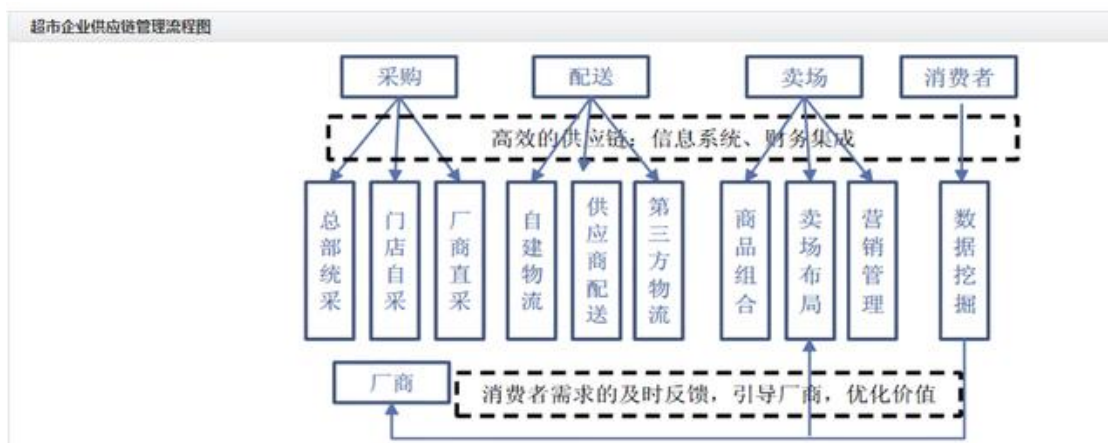 超市企业供应链管理流程图
采购
配送
卖场
消费者
高效的供应链：信息系统、财务集成
总部统采
门店自采
厂商直采
自建物流
供应商配送
第三方物流
商品组合
卖场布局
营销管理
数据挖掘
厂商
消费者需求的及时反馈，引导厂商，优化价值